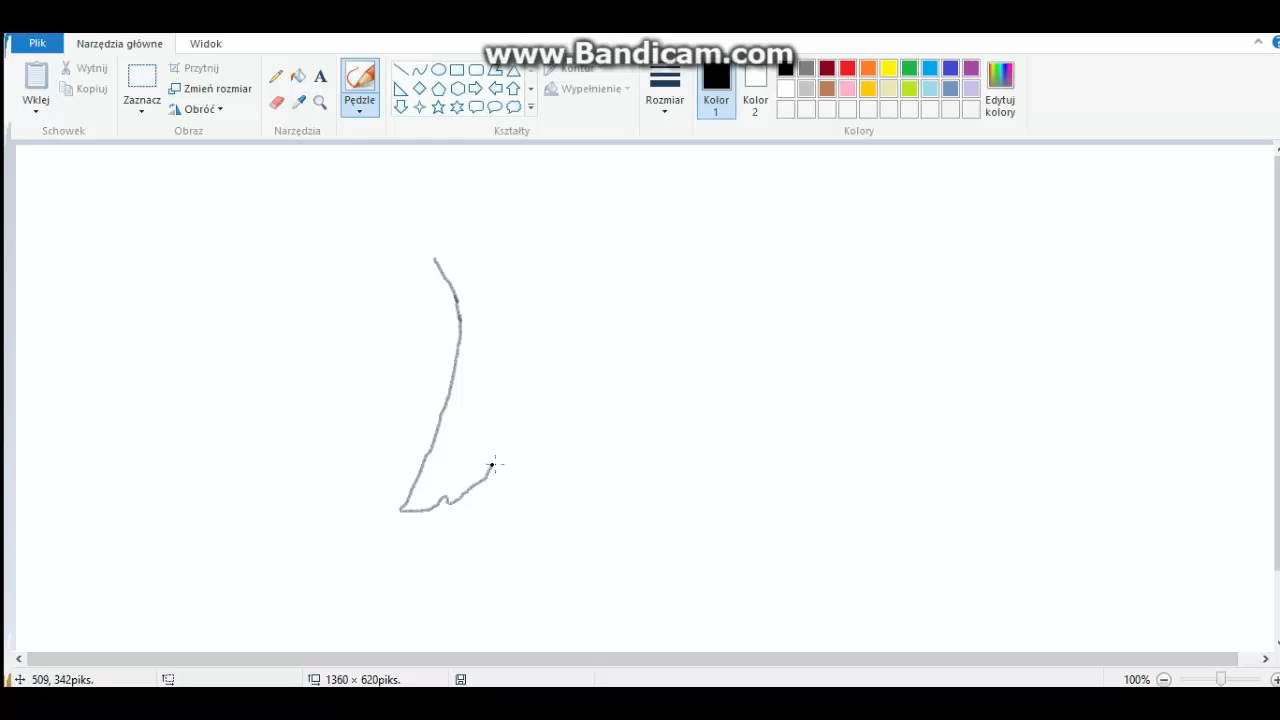 www.Bandicam.com
Plik Narzędzia główne Widok
Wklej Wytnij Kopiuj
Schowek
Zaznacz Przytnij Zmień rozmiar Obróć
Obraz
A
Narzędzia
Pędzle
Kontur
Wypełnienie
Kształty
Rozmiar
Kolor 1
Kolor 2
Edytuj kolory
Kolory
509, 342piks. 1360 × 620piks. 100%